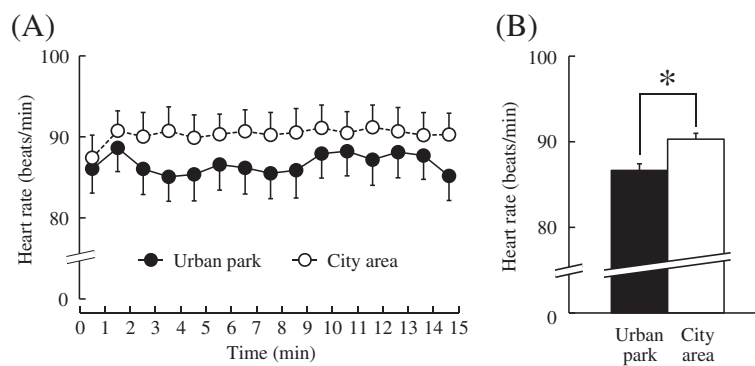 (A)
Heart rate (beats/min)
100
90
80
0
Urban park
City area
0 1 2 3 4 5 6 7 8 9 10 11 12 13 14 15
Time (min)
(B)
Heart rate (beats/min)
100
90
80
0
*
Urban park
City area